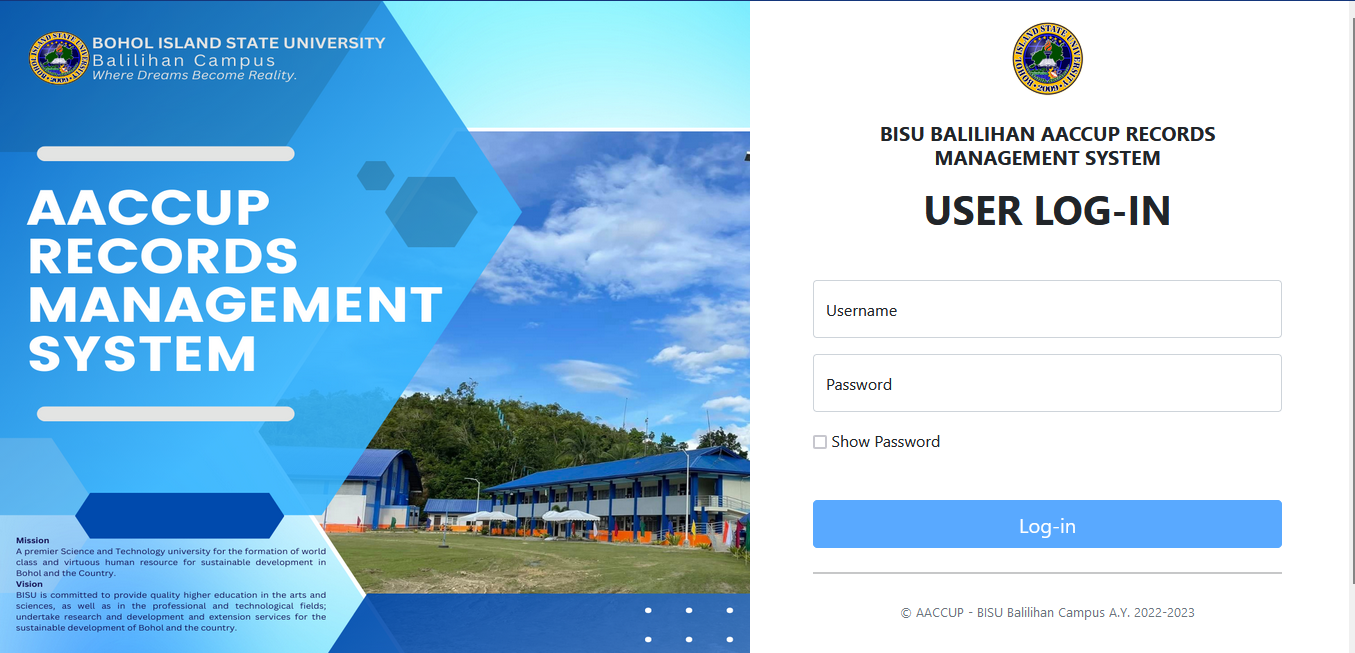 BOHOL ISLAND STATE UNIVERSITY
Balilihan Campus
Where Dreams Become Reality.
AACCUP
RECORDS
MANAGEMENT
SYSTEM
Mission
A premier Science and Technology university for the formation of world
class and virtuous human resource for sustainable development in
Bohol and the Country.
Vision
BISU is committed to provide quality higher education in the arts and
sciences, as well as in the professional and technological fields;
undertake research and development and extension services for the
sustainable development of Bohol and the country.
BOHOL ISLAND STATE UNIVERSITY
2009
BISU BALILIHAN AACCUP RECORDS
MANAGEMENT SYSTEM
USER LOG-IN
Username
Password
Show Password
Log-in
© AACCUP - BISU Balilihan Campus A.Y. 2022-2023